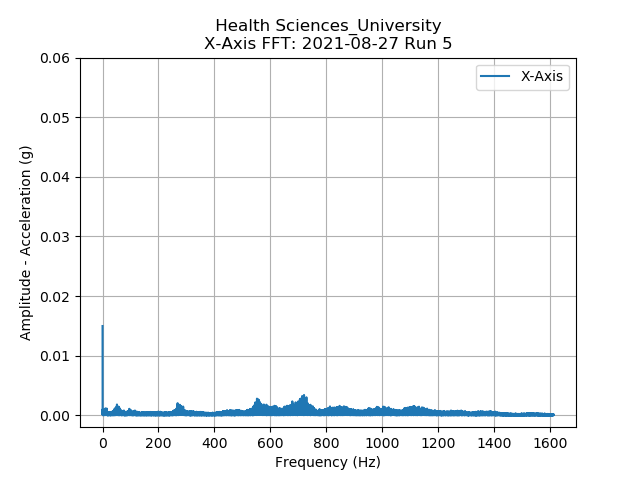 Health Sciences_University
X-Axis FFT: 2021-08-27 Run 5
X-Axis
0.06
0.05
0.04
0.03
0.02
0.01
0.00
Amplitude - Acceleration (g)
0 200 400 600 800 1000 1200 1400 1600
Frequency (Hz)